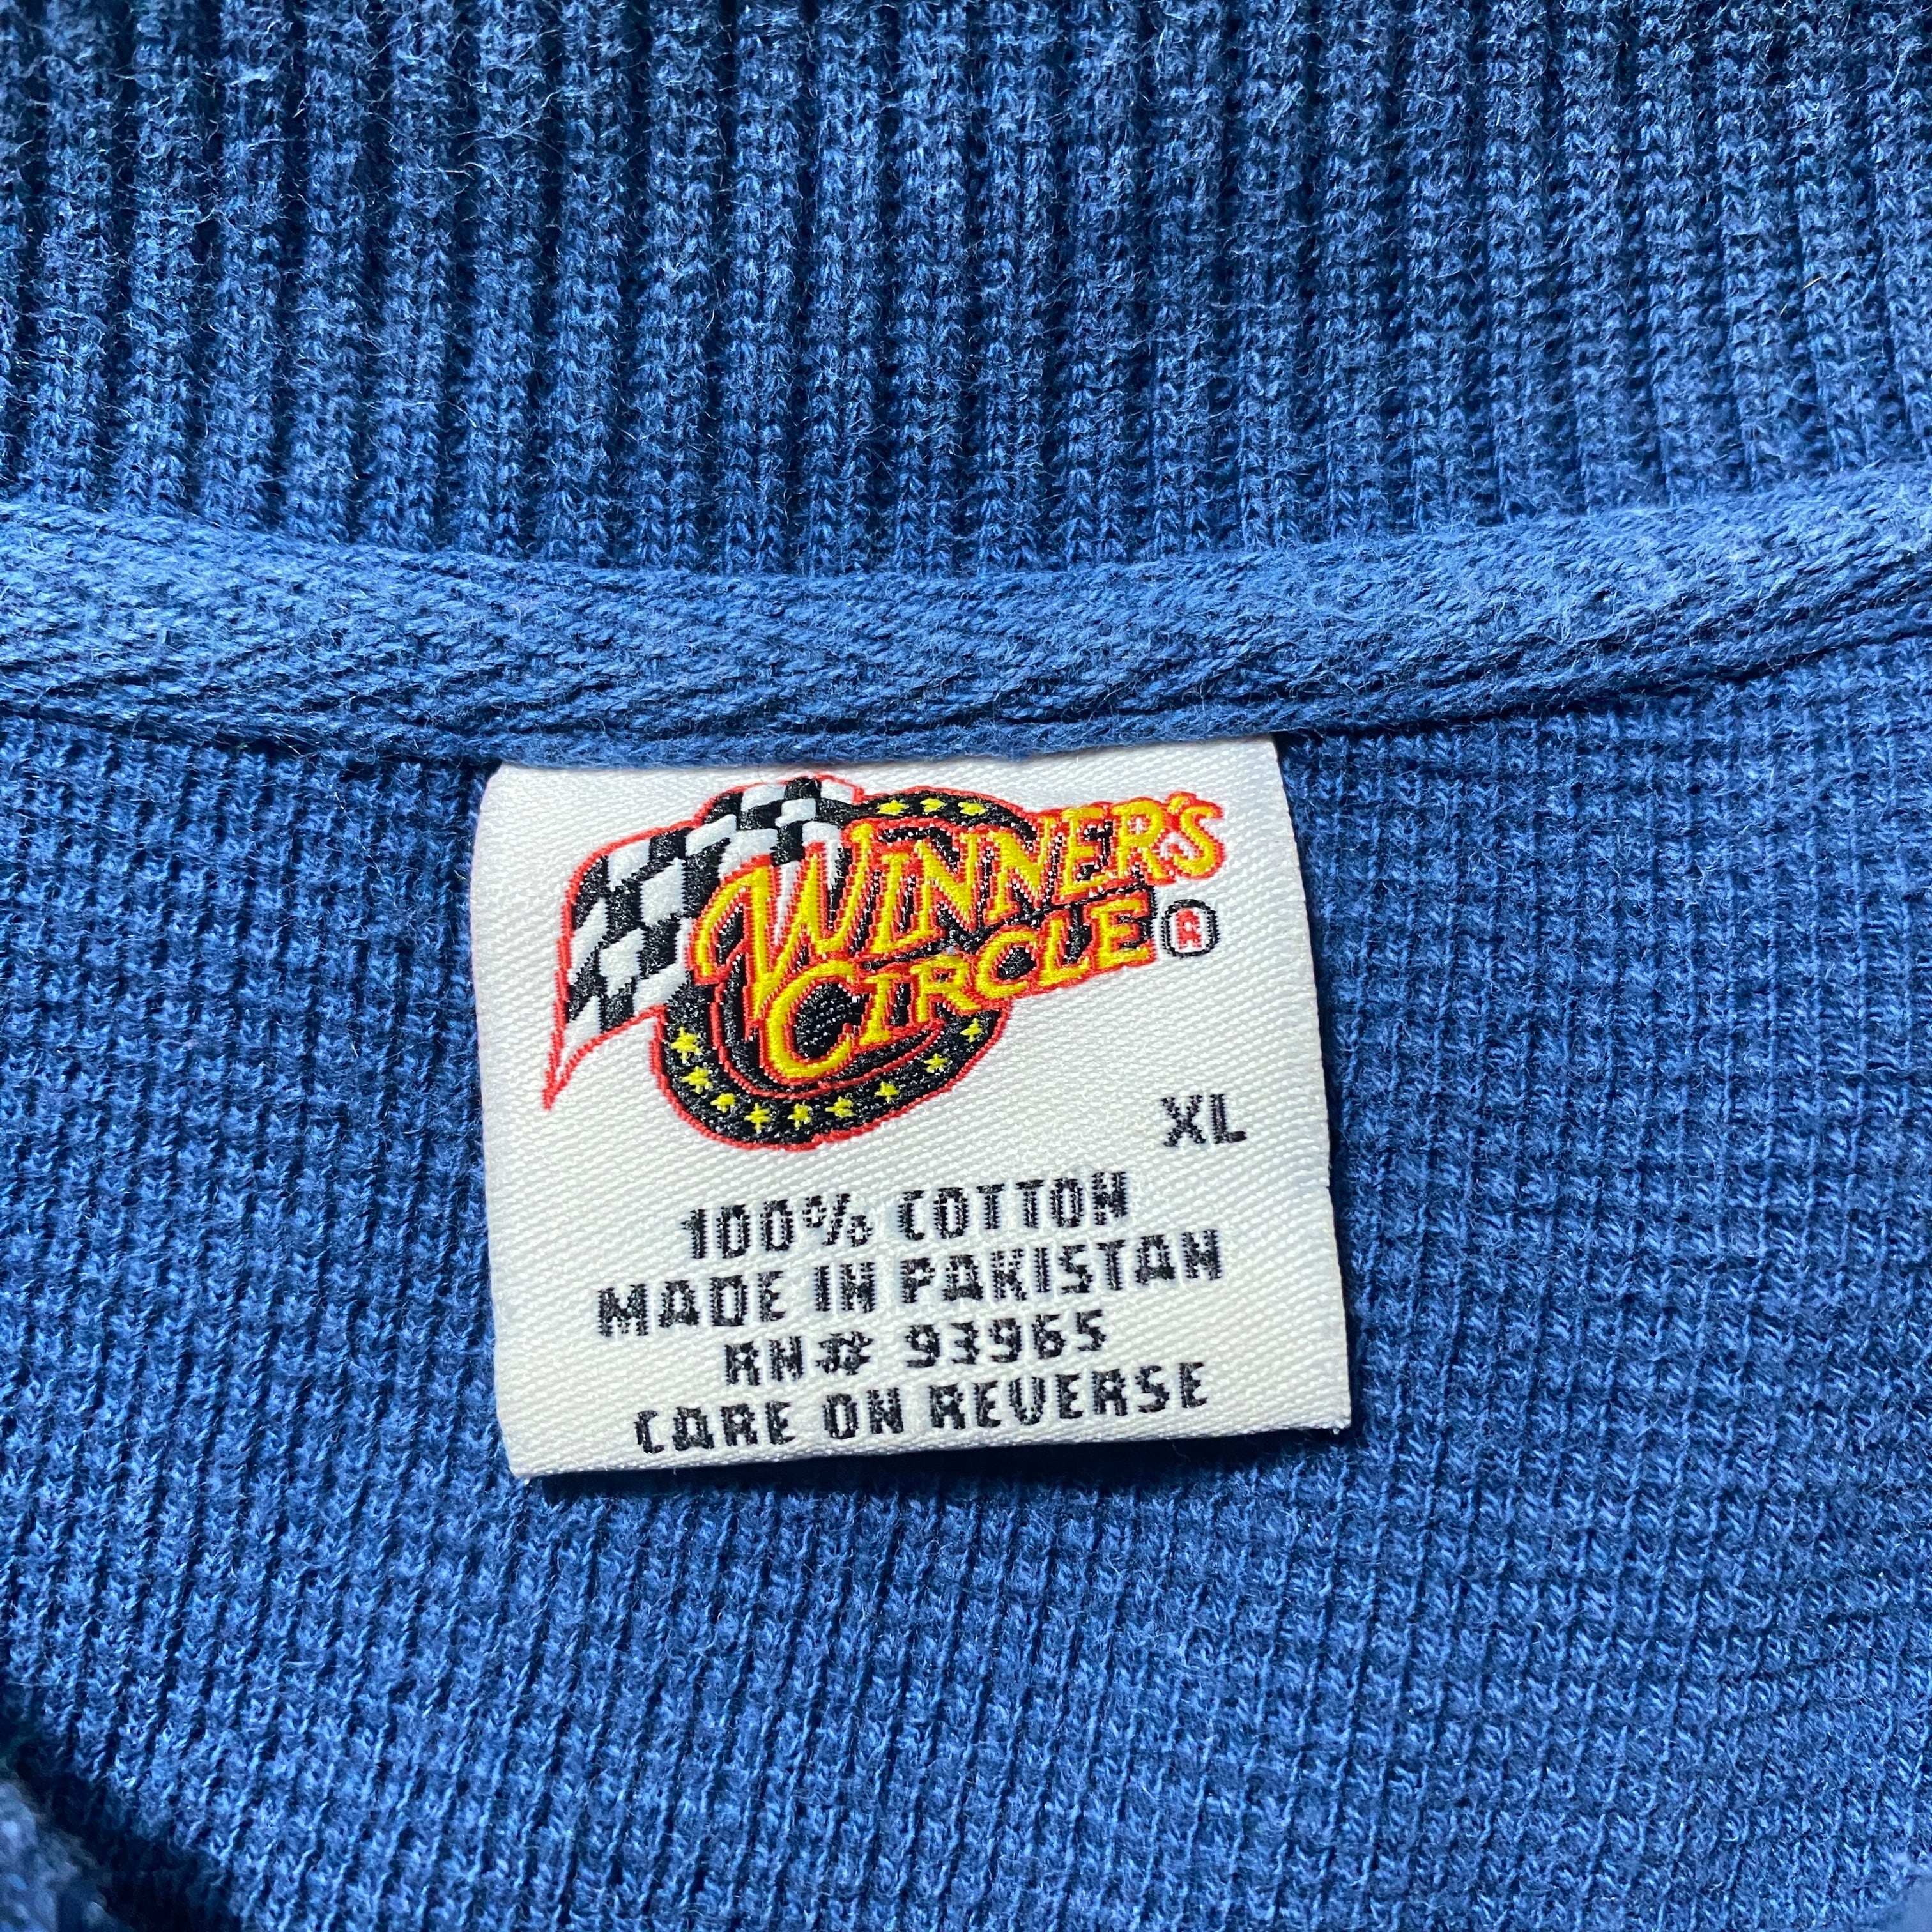 WINNER'S
CIRCLE ®
XL
100% COTTON
MADE IN PAKISTAN
RN# 93965
CARE ON REVERSE